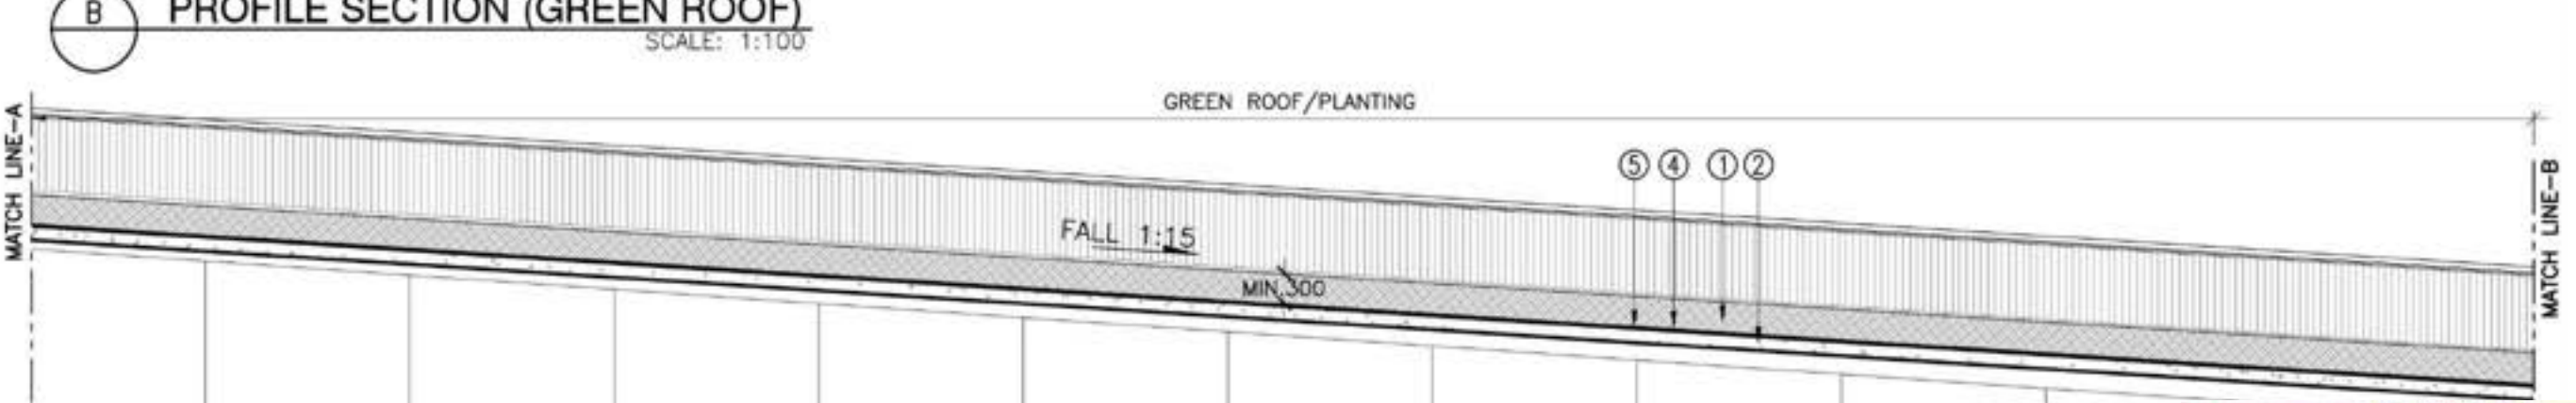 B PROFILE SECTION (GREEN ROOF)
SCALE: 1:100
GREEN ROOF/PLANTING
MATCH LINE-A
5 4 1 2
FALL 1:15
MIN.300
MATCH LINE-B